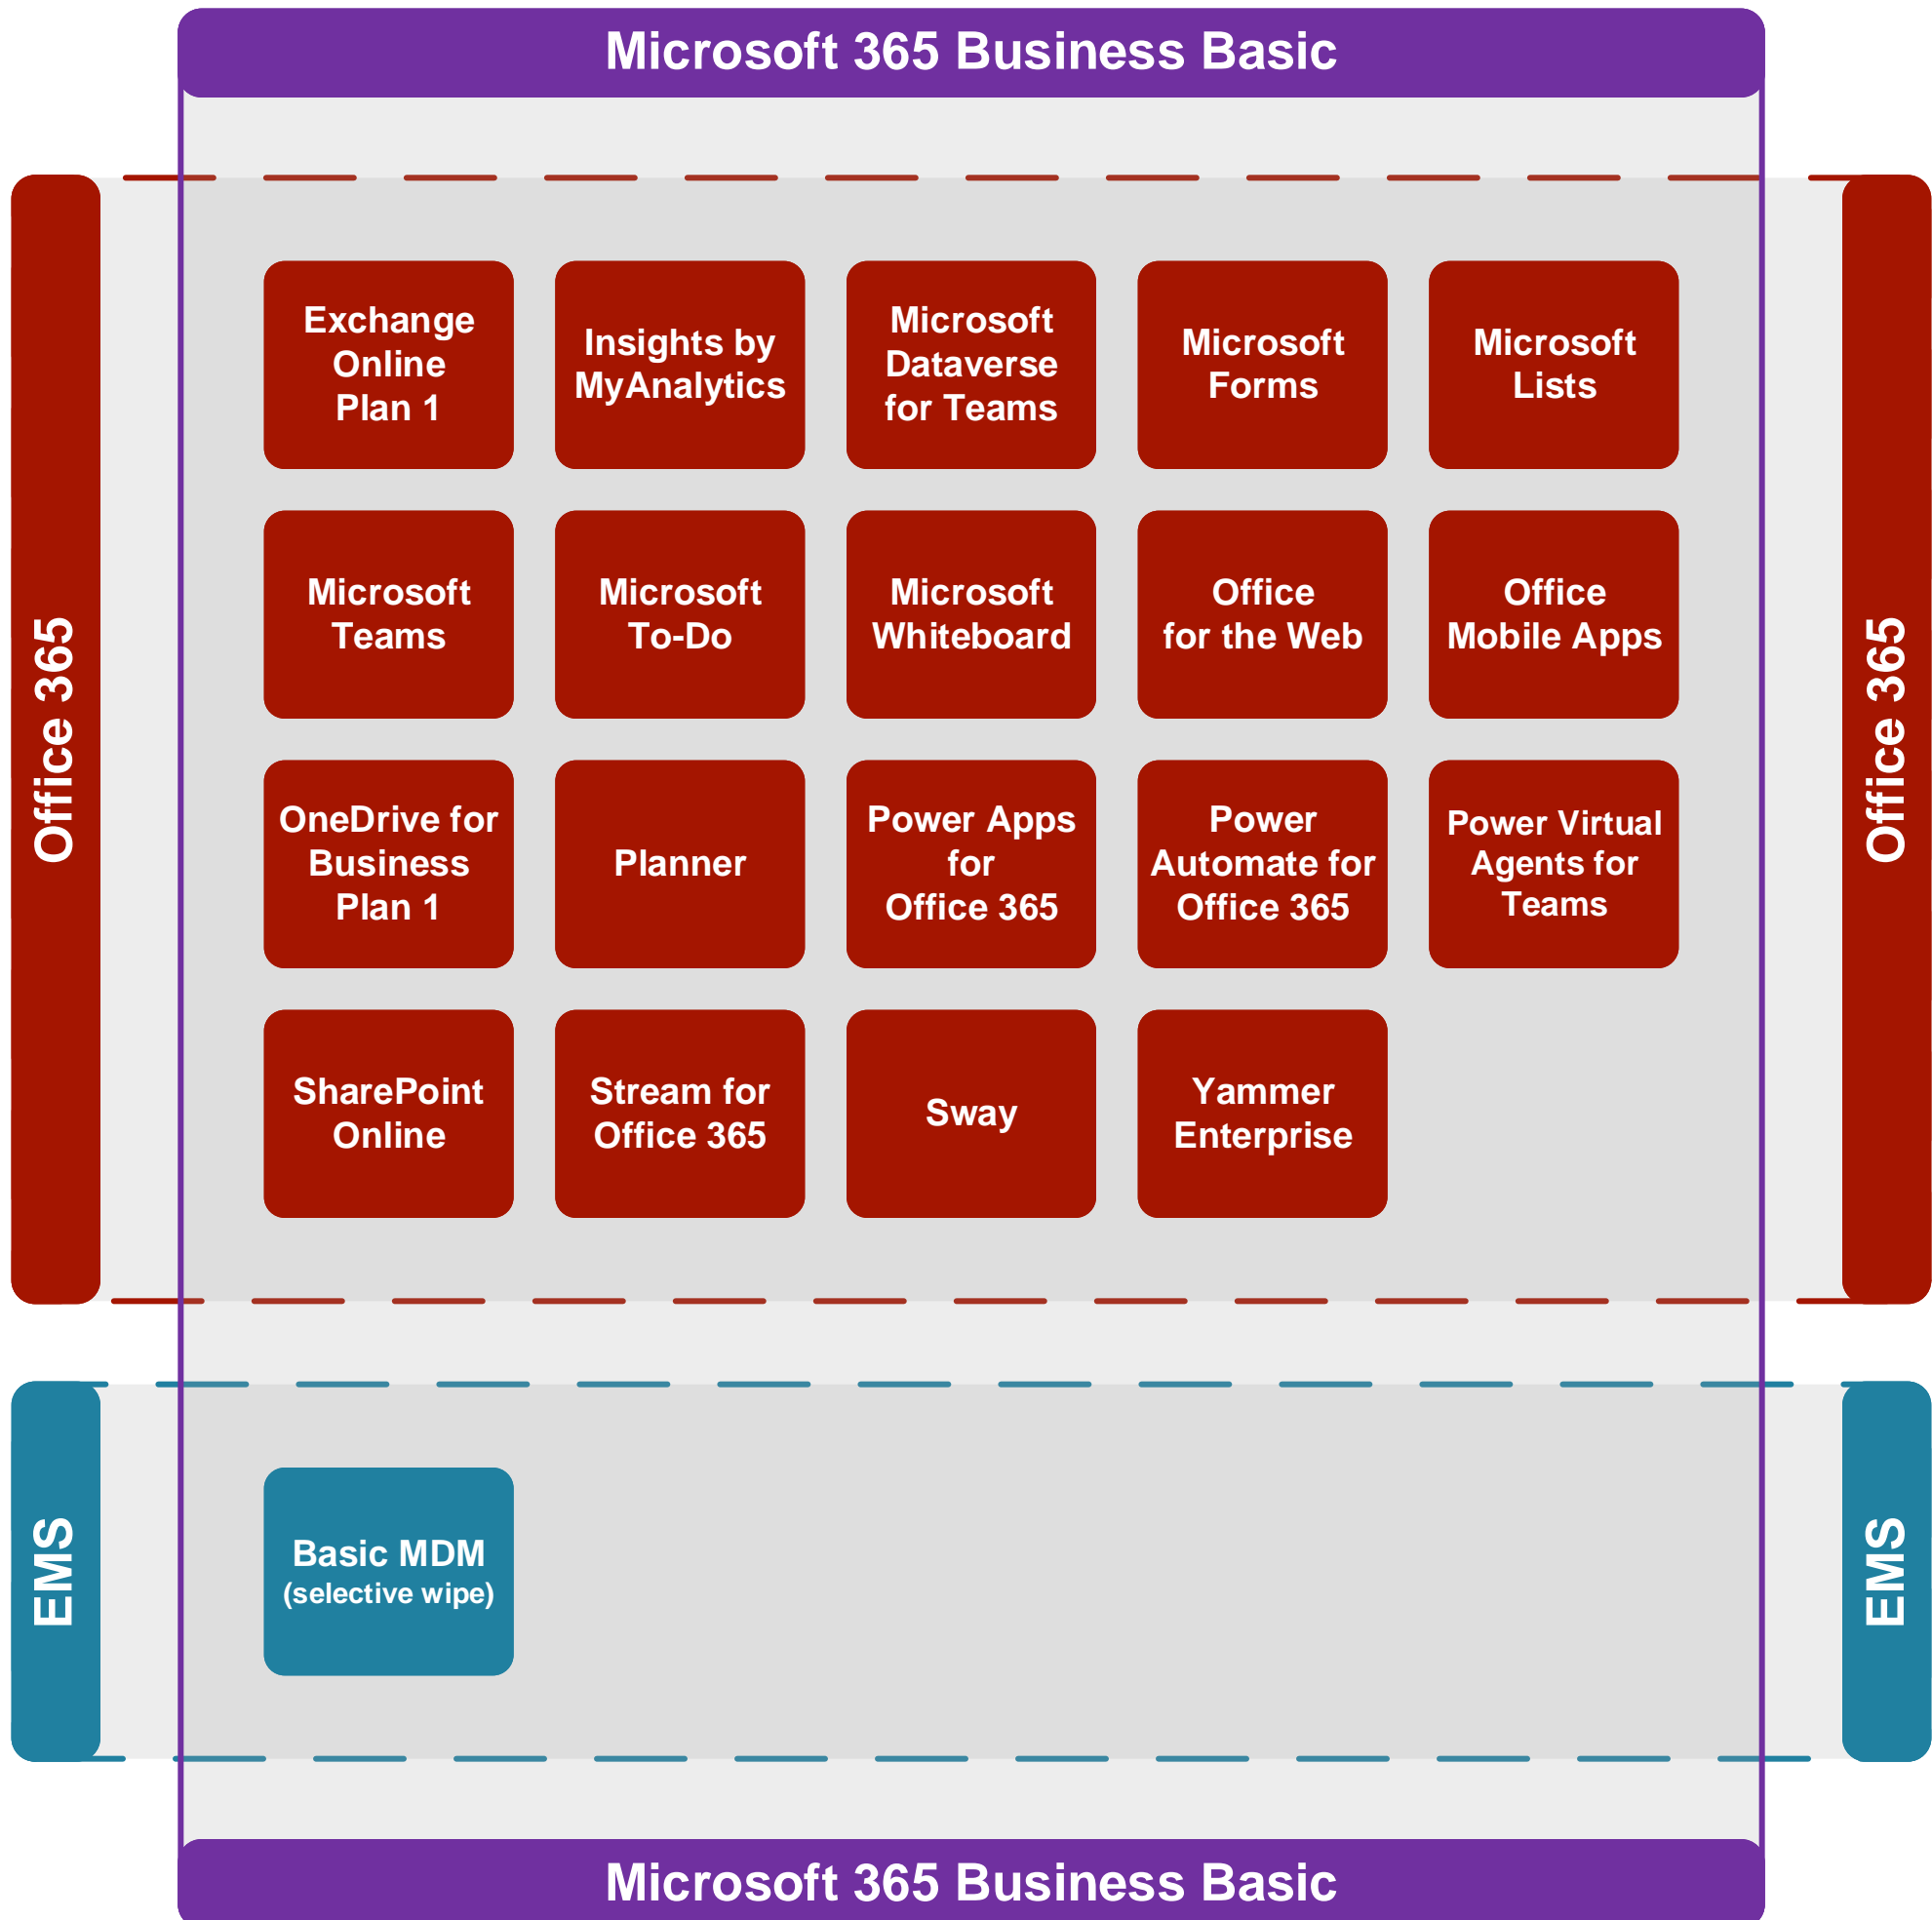 Microsoft 365 Business Basic
Office 365
Office 365
Exchange
Online
Plan 1
Insights by
MyAnalytics
Microsoft
Dataverse
for Teams
Microsoft
Forms
Microsoft
Lists
Microsoft
Teams
Microsoft
To-Do
Microsoft
Whiteboard
Office
for the Web
Office
Mobile Apps
OneDrive for
Business
Plan 1
Planner
Power Apps
for
Office 365
Power
Automate for
Office 365
Power Virtual
Agents for
Teams
SharePoint
Online
Stream for
Office 365
Sway
Yammer
Enterprise
EMS
EMS
Basic MDM
(selective wipe)
Microsoft 365 Business Basic